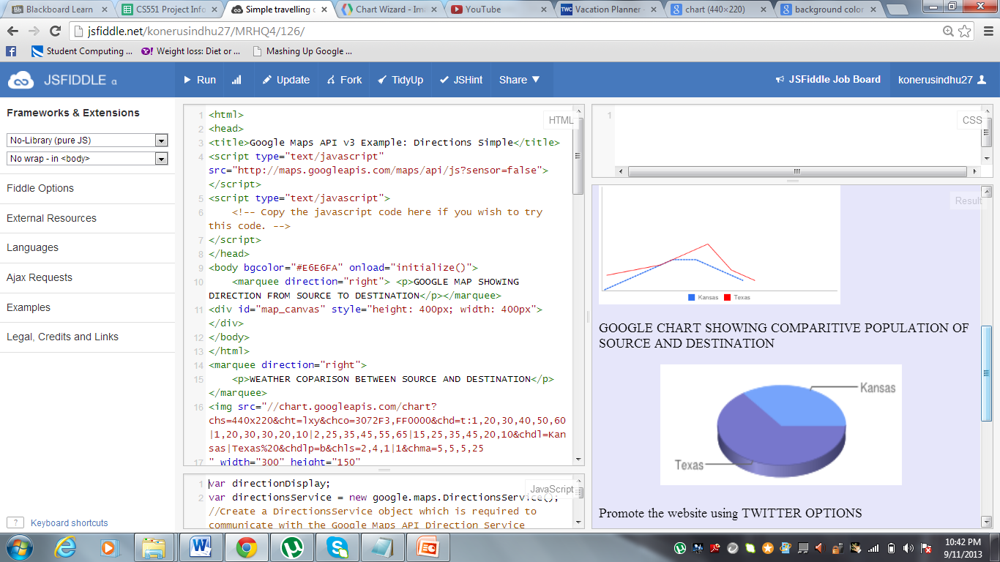 Blackboard Learn
CS551 Project Info
Simple travelling
Chart Wizard - Im
YouTube
Vacation Planner -
chart (440×220)
background color
jsfiddle.net/konerusindhu27/MRHQ4/126/
Student Computing ...
Weight loss: Diet or ...
Mashing Up Google ...
JSFIDDLE α
Run
Update
Fork
TidyUp
JSHint
Share
JSFiddle Job Board
konerusindhu27
Frameworks & Extensions
No-Library (pure JS)
No wrap - in <body>
Fiddle Options
External Resources
Languages
Ajax Requests
Examples
Legal, Credits and Links
? Keyboard shortcuts
HTML
1 <html>
2 <head>
3 <title>Google Maps API v3 Example: Directions Simple</title>
4 <script type="text/javascript"
src="http://maps.googleapis.com/maps/api/js?sensor=false">
</script>
5 <script type="text/javascript">
6 <!-- Copy the javascript code here if you wish to try
this code. -->
7 </script>
8 </head>
9 <body bgcolor="#E6E6FA" onload="initialize()">
10 <marquee direction="right"> <p>GOOGLE MAP SHOWING
DIRECTION FROM SOURCE TO DESTINATION</p></marquee>
11 <div id="map_canvas" style="height: 400px; width: 400px">
</div>
12 </body>
13 </html>
14 <marquee direction="right">
15 <p>WEATHER COPARISON BETWEEN SOURCE AND DESTINATION</p>
</marquee>
16 <img src="//chart.googleapis.com/chart?
chs=440x220&cht=lxy&chco=3072F3,FF0000&chd=t:1,20,30,40,50,60
|1,20,30,30,20,10|2,25,35,45,55,65|15,25,35,45,20,10&chdl=Kan
sas|Texas%20&chdlp=b&chls=2,4,1|1&chma=5,5,5,25
17 " width="300" height="150"
JavaScript
1 var directionDisplay;
2 var directionsService = new google.maps.DirectionsService();
//Create a DirectionsService object which is required to
communicate with the Google Maps API Direction Service
CSS
1
Result
Kansas Texas
GOOGLE CHART SHOWING COMPARITIVE POPULATION OF
SOURCE AND DESTINATION
Kansas
Texas
Promote the website using TWITTER OPTIONS
10:42 PM
9/11/2013